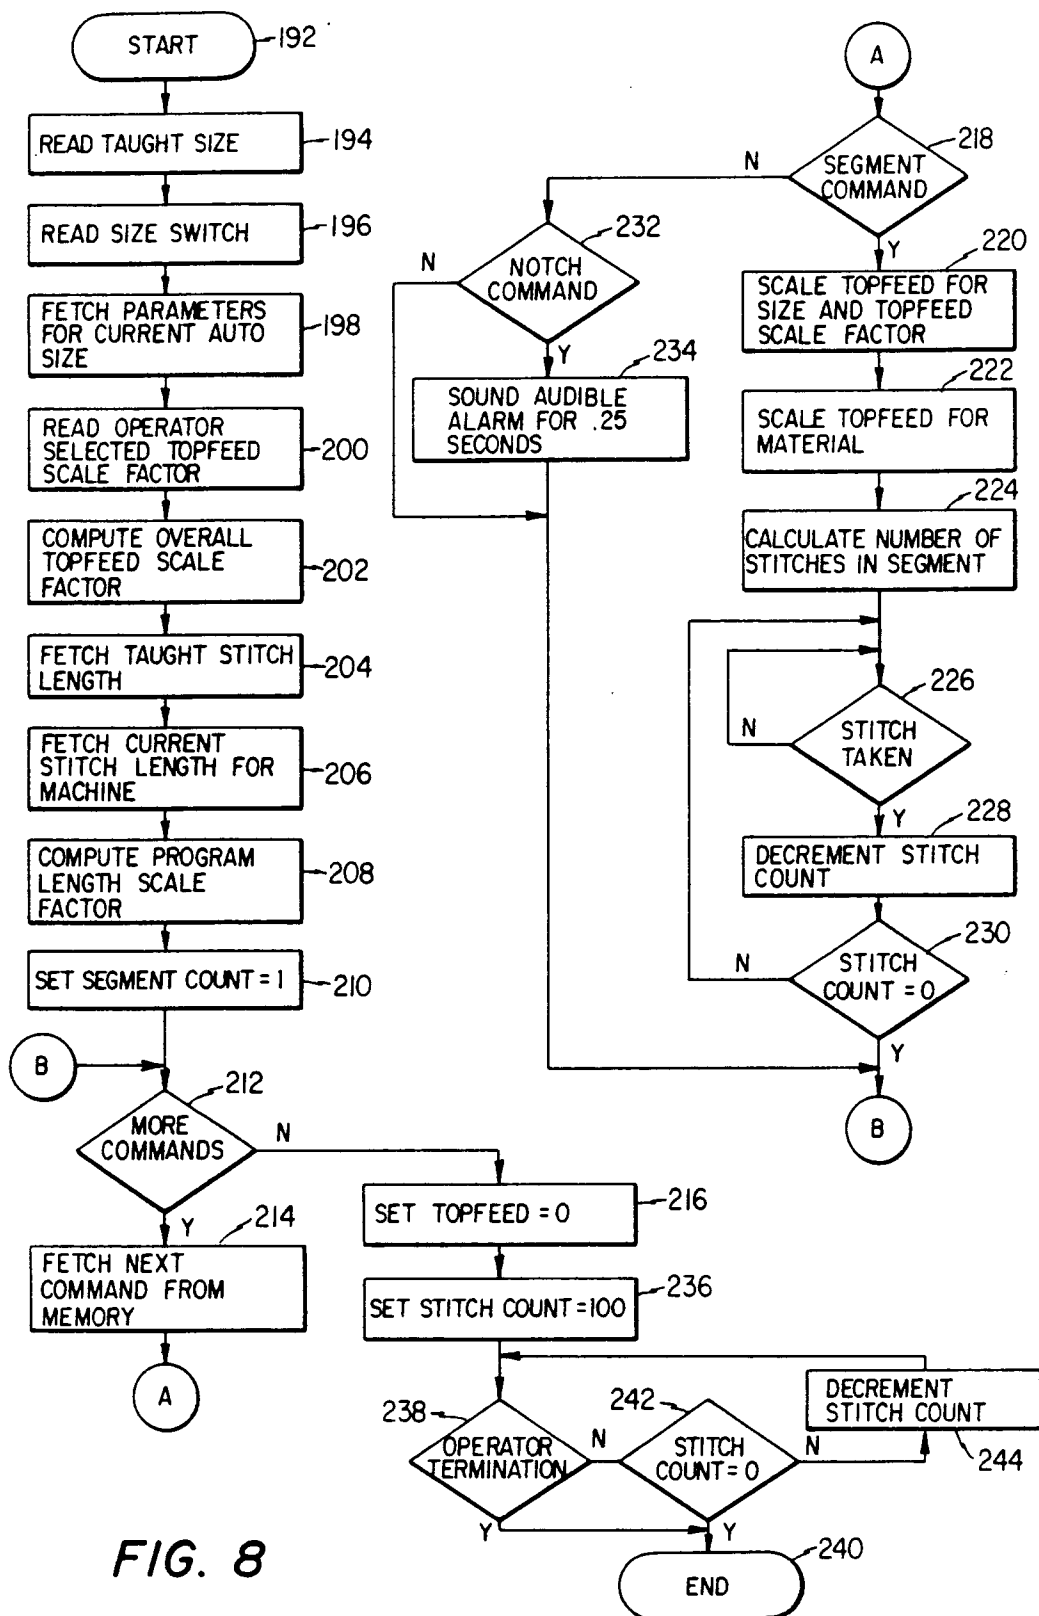 START
192
READ TAUGHT SIZE
194
READ SIZE SWITCH
196
FETCH PARAMETERS
FOR CURRENT AUTO
SIZE
198
READ OPERATOR
SELECTED TOPFEED
SCALE FACTOR
200
COMPUTE OVERALL
TOPFEED SCALE
FACTOR
202
FETCH TAUGHT STITCH
LENGTH
204
FETCH CURRENT
STITCH LENGTH FOR
MACHINE
206
COMPUTE PROGRAM
LENGTH SCALE
FACTOR
208
SET SEGMENT COUNT = 1
210
B
212
MORE
COMMANDS
N
Y
214
FETCH NEXT
COMMAND FROM
MEMORY
A
A
218
SEGMENT
COMMAND
N
Y
232
NOTCH
COMMAND
N
Y
234
SOUND AUDIBLE
ALARM FOR .25
SECONDS
220
SCALE TOPFEED FOR
SIZE AND TOPFEED
SCALE FACTOR
222
SCALE TOPFEED FOR
MATERIAL
224
CALCULATE NUMBER OF
STITCHES IN SEGMENT
226
STITCH
TAKEN
N
Y
228
DECREMENT STITCH
COUNT
230
STITCH
COUNT = 0
N
Y
B
SET TOPFEED = 0
216
SET STITCH COUNT = 100
236
238
OPERATOR
TERMINATION
N
Y
242
STITCH
COUNT = 0
N
Y
DECREMENT
STITCH COUNT
244
240
END
FIG. 8